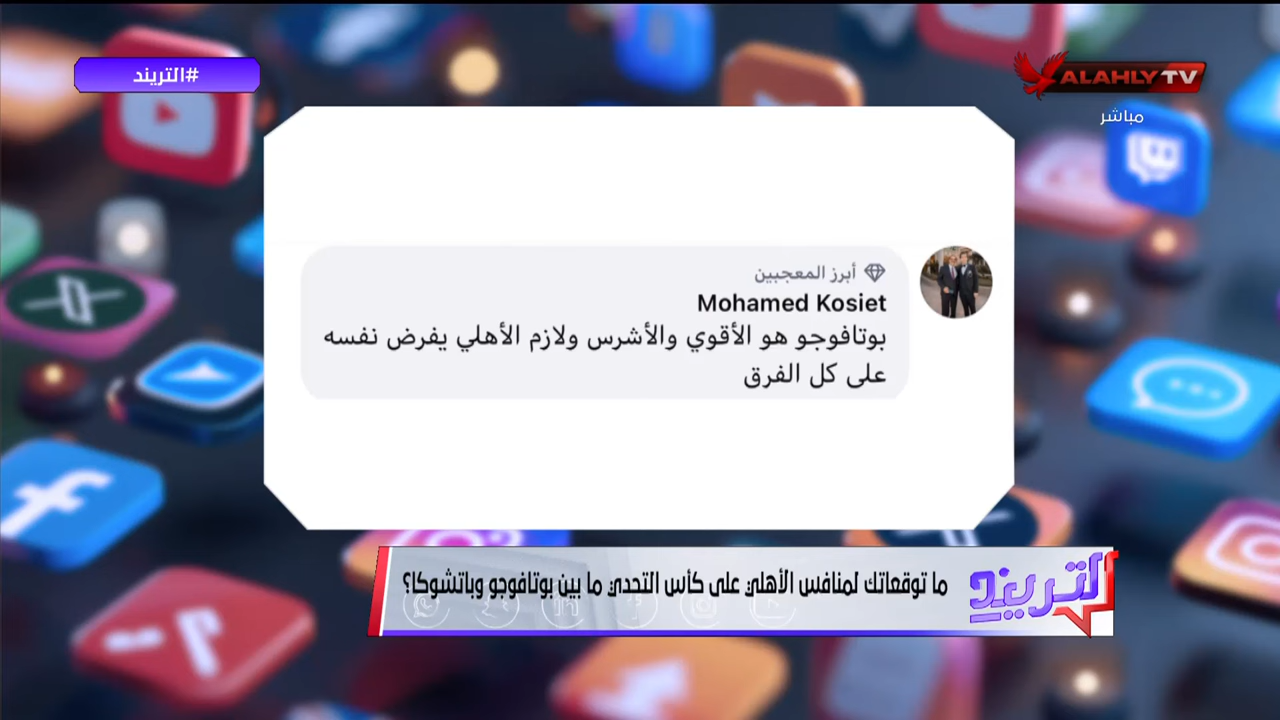 #التريند
ALAHLY TV
مباشر
أبرز المعجبين
Mohamed Kosiet
بوتافوجو هو الأقوي والأشرس ولازم الأهلي يفرض نفسه
على كل الفرق
التريند
ما توقعاتك لمنافس الأهلي على كأس التحدي ما بين بوتافوجو وباتشوكا؟